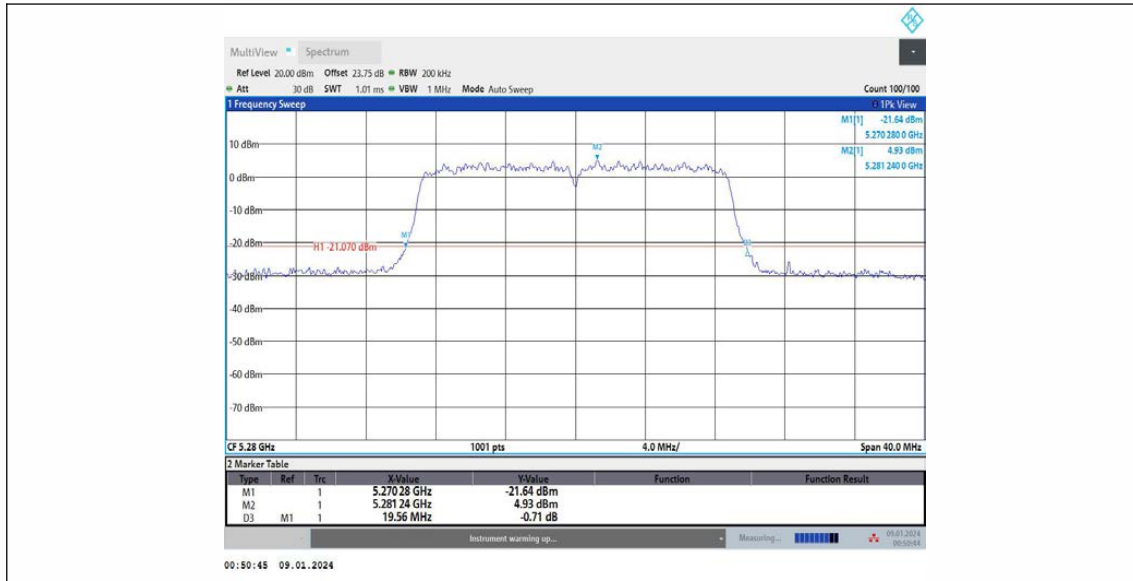 MultiView Spectrum
Ref Level 20.00 dBm Offset 23.75 dB RBW 200 kHz
Att 30 dB SWT 1.01 ms VBW 1 MHz Mode Auto Sweep Count 100/100
1 Frequency Sweep 1Pk View
M1[1] -21.64 dBm
5.270 280 0 GHz
M2[1] 4.93 dBm
5.281 240 0 GHz
M2
10 dBm
0 dBm
-10 dBm
M1
-20 dBm
H1 -21.070 dBm
-30 dBm
-40 dBm
-50 dBm
-60 dBm
-70 dBm
CF 5.28 GHz 1001 pts 4.0 MHz/ Span 40.0 MHz
2 Marker Table
Type Ref Trc X-Value Y-Value Function Function Result
M1 1 5.270 28 GHz -21.64 dBm
M2 1 5.281 24 GHz 4.93 dBm
D3 M1 1 19.56 MHz -0.71 dB
Instrument warming up... Measuring... 09.01.2024
00:50:44
00:50:45 09.01.2024